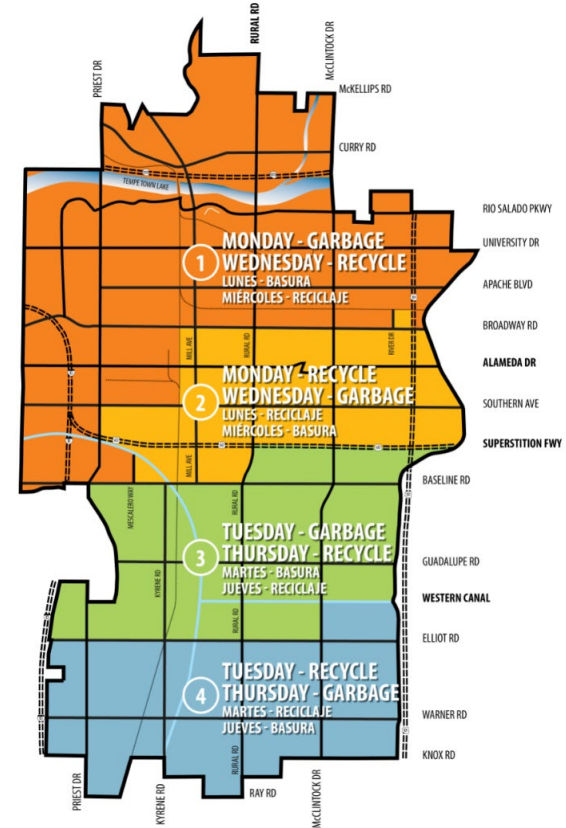 RURAL RD
McCLINTOCK DR
PRIEST DR
McKELLIPS RD
CURRY RD
TEMPE TOWN LAKE
RIO SALADO PKWY
1
MONDAY - GARBAGE
WEDNESDAY - RECYCLE
LUNES - BASURA
MIÉRCOLES - RECICLAJE
UNIVERSITY DR
APACHE BLVD
BROADWAY RD
MILL AVE
RURAL RD
RIVER DR
ALAMEDA DR
2
MONDAY - RECYCLE
WEDNESDAY - GARBAGE
LUNES - RECICLAJE
MIÉRCOLES - BASURA
SOUTHERN AVE
SUPERSTITION FWY
MILL AVE
BASELINE RD
MESCALERO WAY
RURAL RD
3
TUESDAY - GARBAGE
THURSDAY - RECYCLE
MARTES - BASURA
JUEVES - RECICLAJE
GUADALUPE RD
KYRENE RD
WESTERN CANAL
RURAL RD
ELLIOT RD
4
TUESDAY - RECYCLE
THURSDAY - GARBAGE
MARTES - RECICLAJE
JUEVES - BASURA
WARNER RD
RURAL RD
KNOX RD
PRIEST DR
KYRENE RD
RAY RD
McCLINTOCK DR